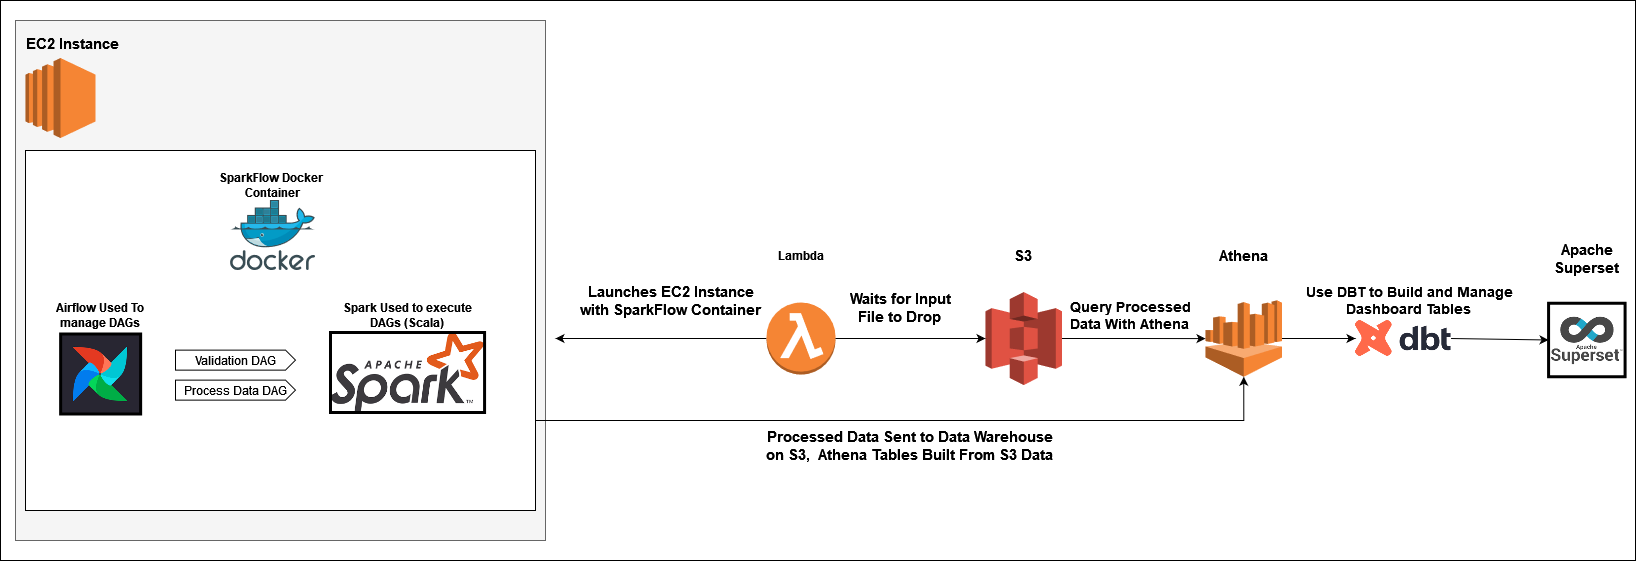 EC2 Instance
SparkFlow Docker
Container
docker
Airflow Used To
manage DAGs
Validation DAG
Process Data DAG
Spark Used to execute
DAGs (Scala)
APACHE
Spark
TM
Launches EC2 Instance
with SparkFlow Container
Lambda
Waits for Input
File to Drop
S3
Query Processed
Data With Athena
Athena
Use DBT to Build and Manage
Dashboard Tables
dbt
Apache
Superset
Apache
Superset
Processed Data Sent to Data Warehouse
on S3, Athena Tables Built From S3 Data